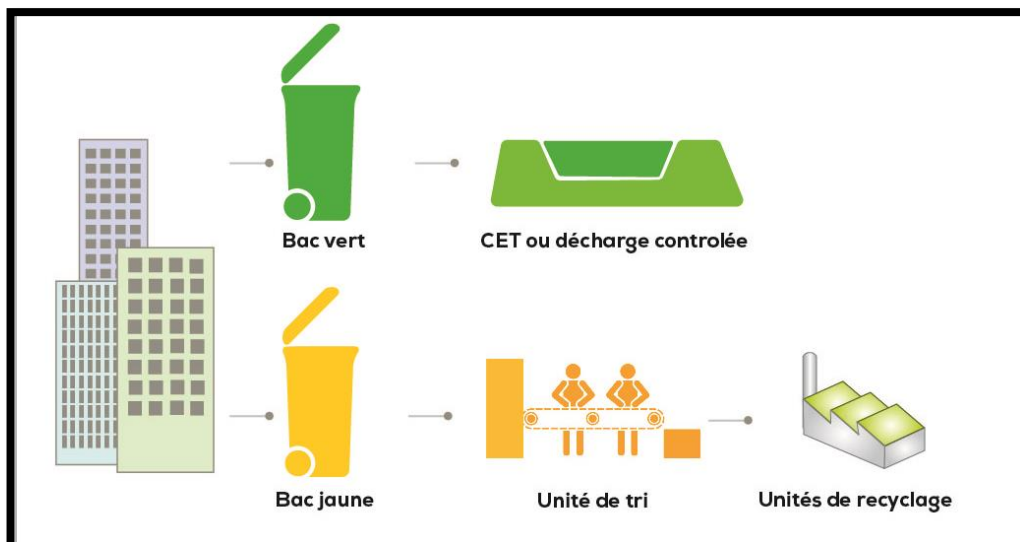 Bac vert
CET ou décharge controlée
Bac jaune
Unité de tri
Unités de recyclage